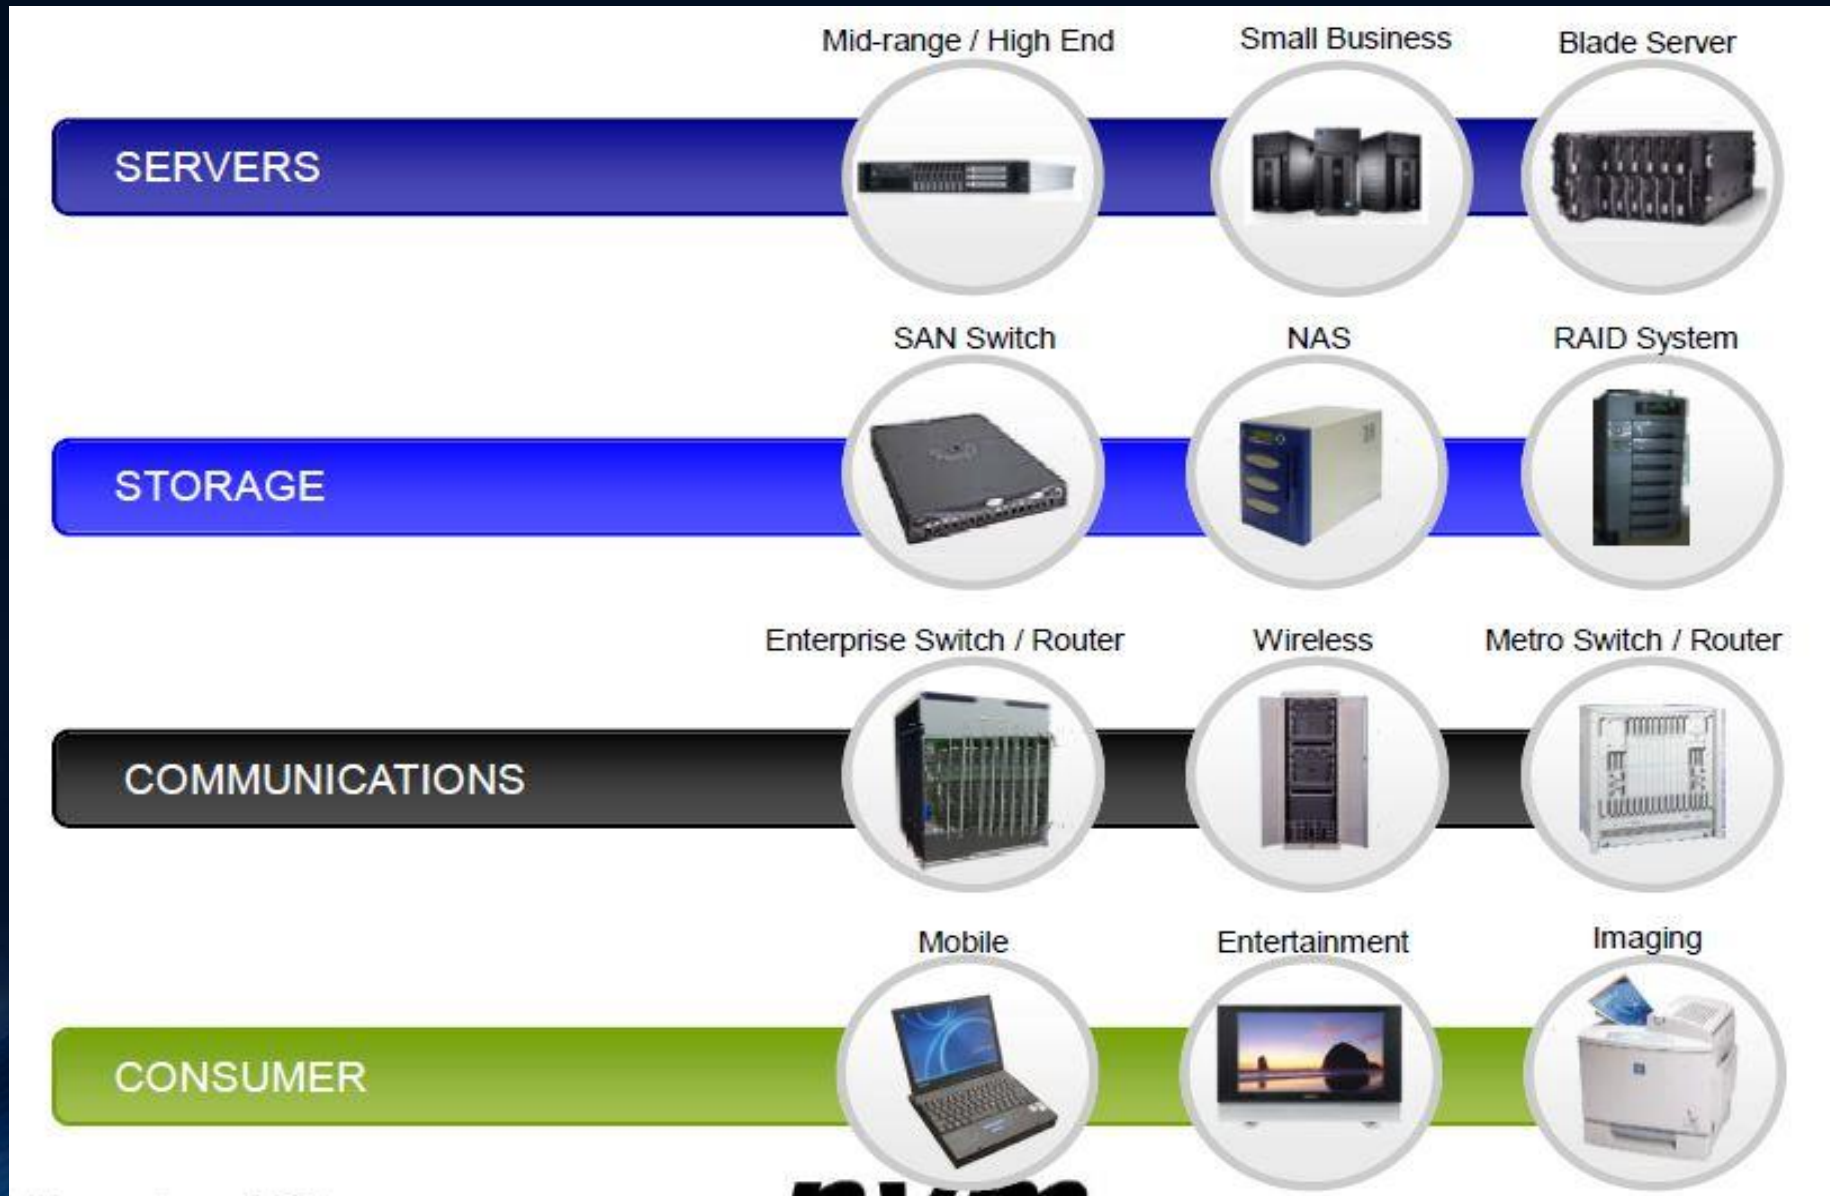 Mid-range / High End
Small Business
Blade Server
SERVERS
SAN Switch
NAS
RAID System
STORAGE
Enterprise Switch / Router
Wireless
Metro Switch / Router
COMMUNICATIONS
Mobile
Entertainment
Imaging
CONSUMER